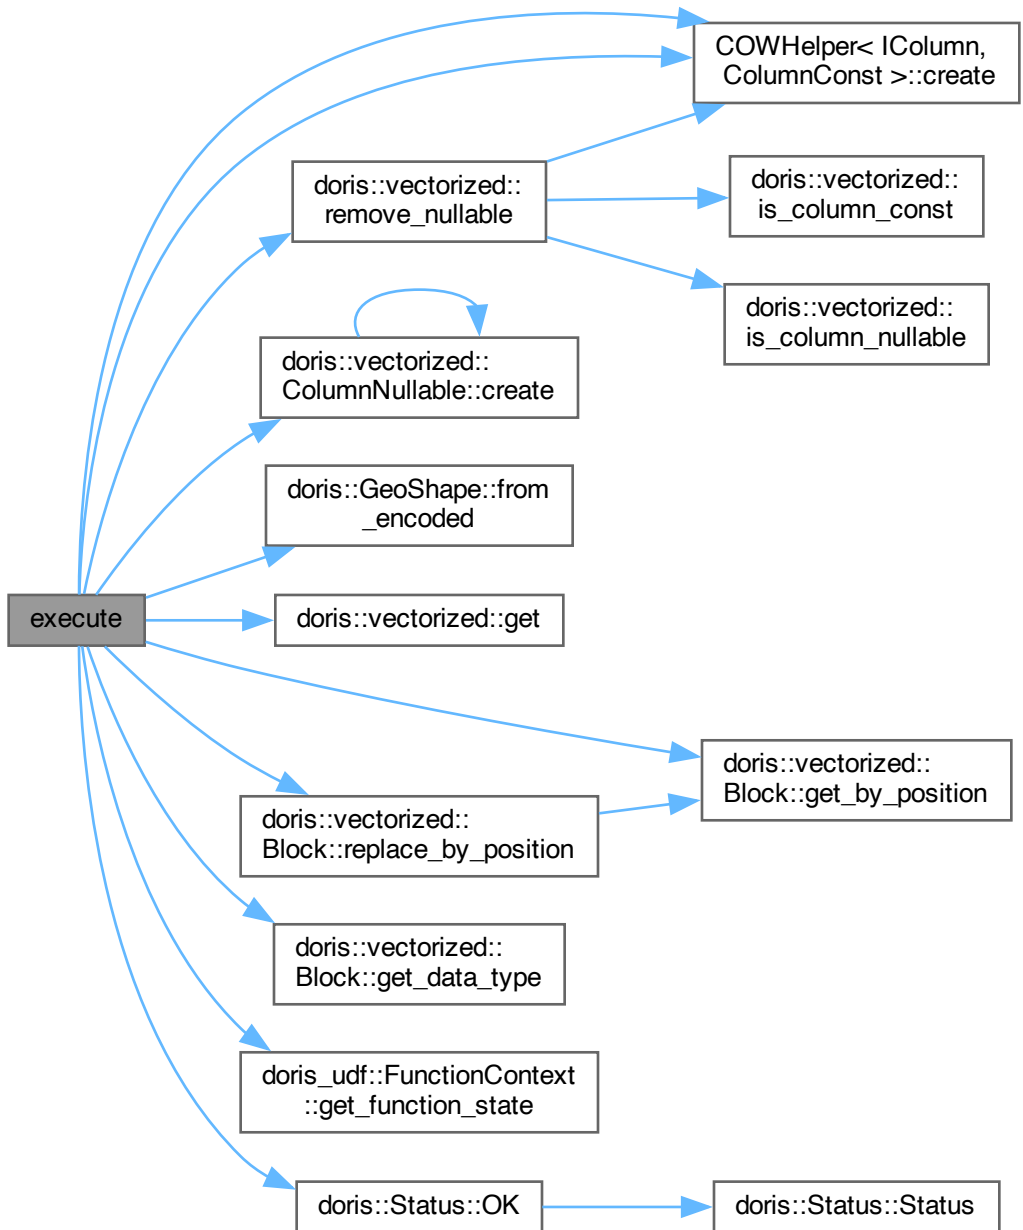 COWHelper< IColumn,
ColumnConst >::create
doris::vectorized::
remove_nullable
doris::vectorized::
is_column_const
doris::vectorized::
is_column_nullable
doris::vectorized::
ColumnNullable::create
doris::GeoShape::from
_encoded
execute
doris::vectorized::get
doris::vectorized::
Block::get_by_position
doris::vectorized::
Block::replace_by_position
doris::vectorized::
Block::get_data_type
doris_udf::FunctionContext
::get_function_state
doris::Status::OK
doris::Status::Status